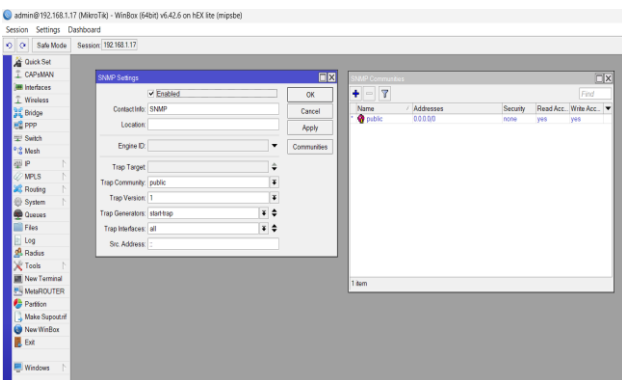 admin@192.168.1.17 (MikroTik) - WinBox (64bit) v6.42.6 on hEX lite (mipsbe)
Session Settings Dashboard
Safe Mode Session: 192.168.1.17
Quick Set
CAPsMAN
Interfaces
Wireless
Bridge
PPP
Switch
Mesh
IP
MPLS
Routing
System
Queues
Files
Log
Radius
Tools
New Terminal
MetaROUTER
Partition
Make Supout.rif
New WinBox
Exit
Windows
SNMP Settings
Enabled
Contact Info: SNMP
Location:
Engine ID:
Trap Target:
Trap Community: public
Trap Version: 1
Trap Generators: start-trap
Trap Interfaces: all
Src. Address: :
OK
Cancel
Apply
Communities
SNMP Communities
Find
Name Addresses Security Read Acc... Write Acc...
* public 0.0.0.0/0 none yes yes
1 item